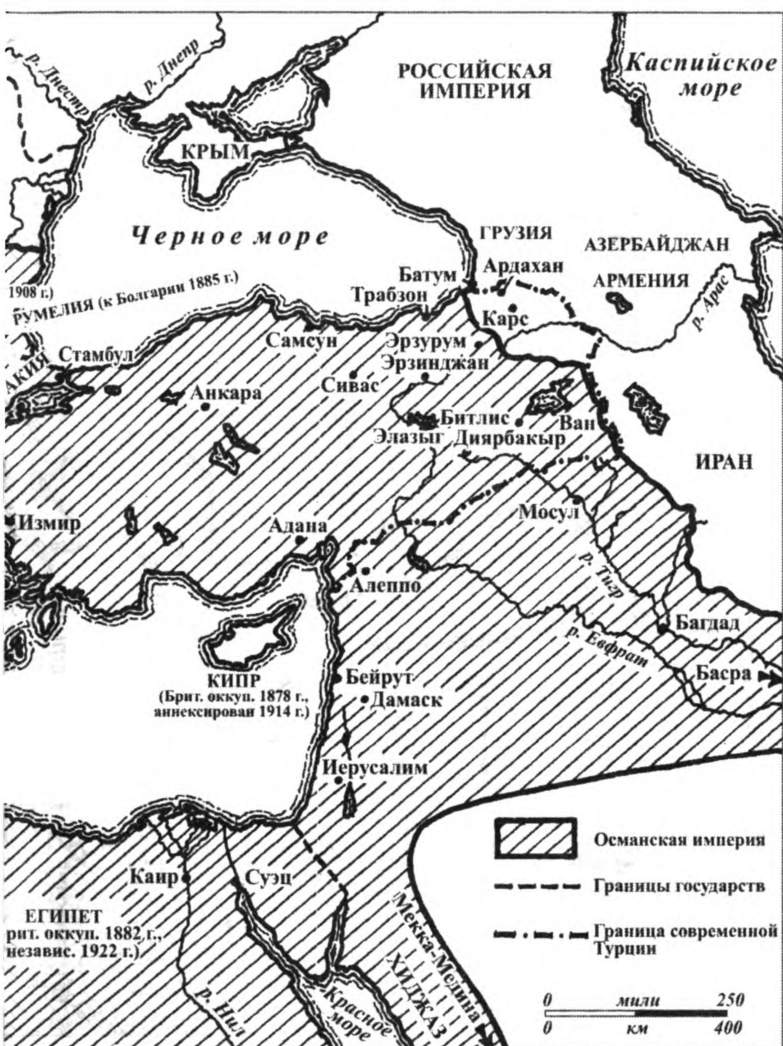 р. Днестр
р. Днепр
РОССИЙСКАЯ
ИМПЕРИЯ
Каспийское
море
КРЫМ
Черное море
ГРУЗИЯ
АЗЕРБАЙДЖАН
АРМЕНИЯ
р. Арас
Батум
Ардахан
Трабзон
Карс
1908 г.)
РУМЕЛИЯ (к Болгарии 1885 г.)
АКИЯ
Стамбул
Самсун
Эрзурум
Эрзинджан
Сивас
Анкара
Битлис
Ван
Элазыг
Диярбакыр
ИРАН
Измир
Адана
Мосул
Алеппо
р. Тигр
р. Евфрат
Багдад
Басра
КИПР
(Брит. оккуп. 1878 г.,
аннексирован 1914 г.)
Бейрут
Дамаск
Иерусалим
Каир
Суэц
ЕГИПЕТ
рит. оккуп. 1882 г.,
независ. 1922 г.)
р. Нил
Красное
море
Мекка-Медина
ХИДЖАЗ
Османская империя
Границы государств
Граница современной
Турции
0 мили 250
0 км 400